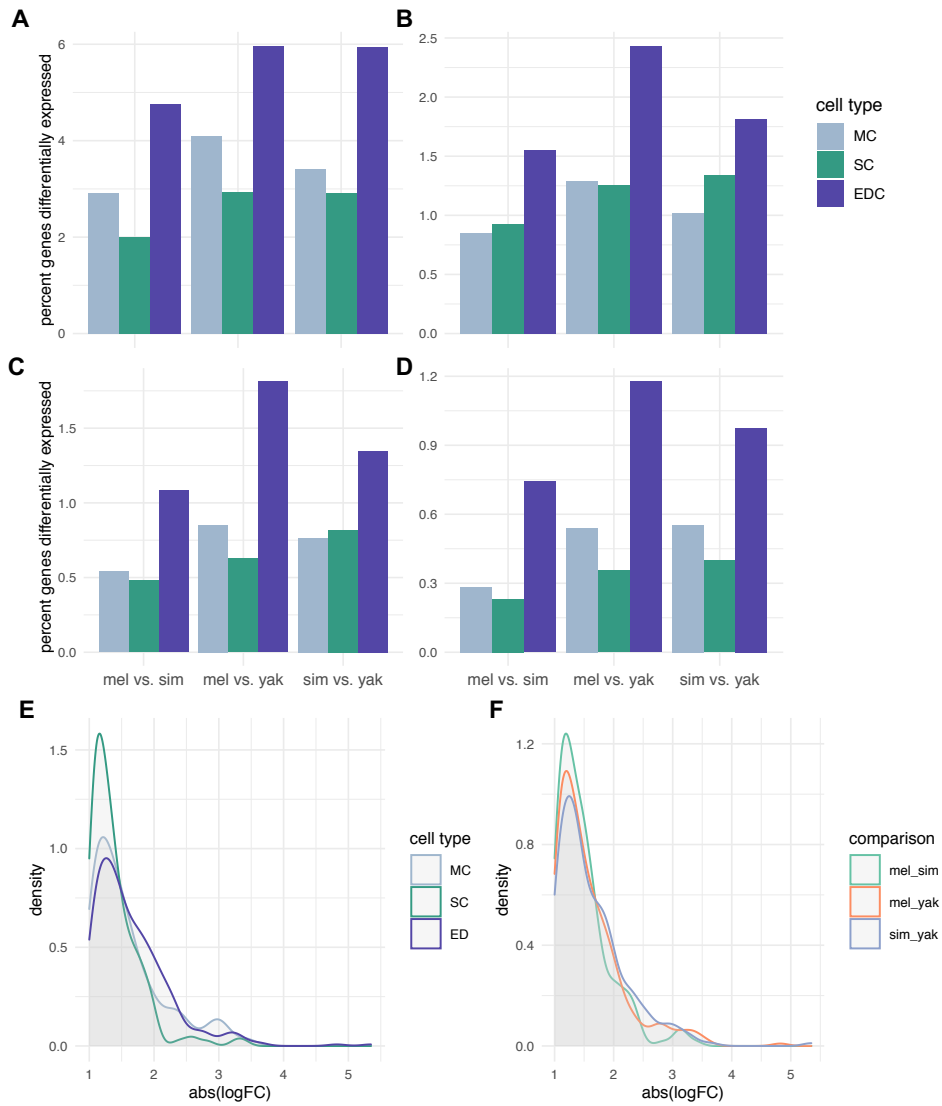 A
percent genes differentially expressed
6
4
2
0
B
2.5
2.0
1.5
1.0
0.5
0.0
cell type
MC
SC
EDC
C
percent genes differentially expressed
1.5
1.0
0.5
0.0
mel vs. sim mel vs. yak sim vs. yak
D
1.2
0.9
0.6
0.3
0.0
mel vs. sim mel vs. yak sim vs. yak
E
density
1.5
1.0
0.5
0.0
1 2 3 4 5
abs(logFC)
cell type
MC
SC
ED
F
density
1.2
0.8
0.4
0.0
1 2 3 4 5
abs(logFC)
comparison
mel_sim
mel_yak
sim_yak